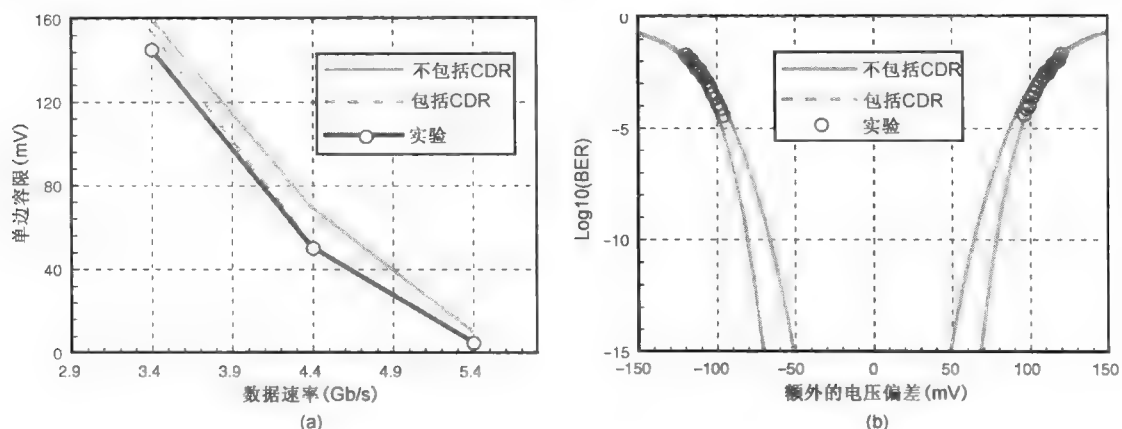 160
120
80
40
0
2.9
3.4
3.9
4.4
4.9
5.4
单边容限(mV)
数据速率(Gb/s)
不包括CDR
包括CDR
实验
(a)
0
−5
−10
−15
−150
−100
−50
0
50
100
150
Log10(BER)
额外的电压偏差(mV)
不包括CDR
包括CDR
实验
(b)